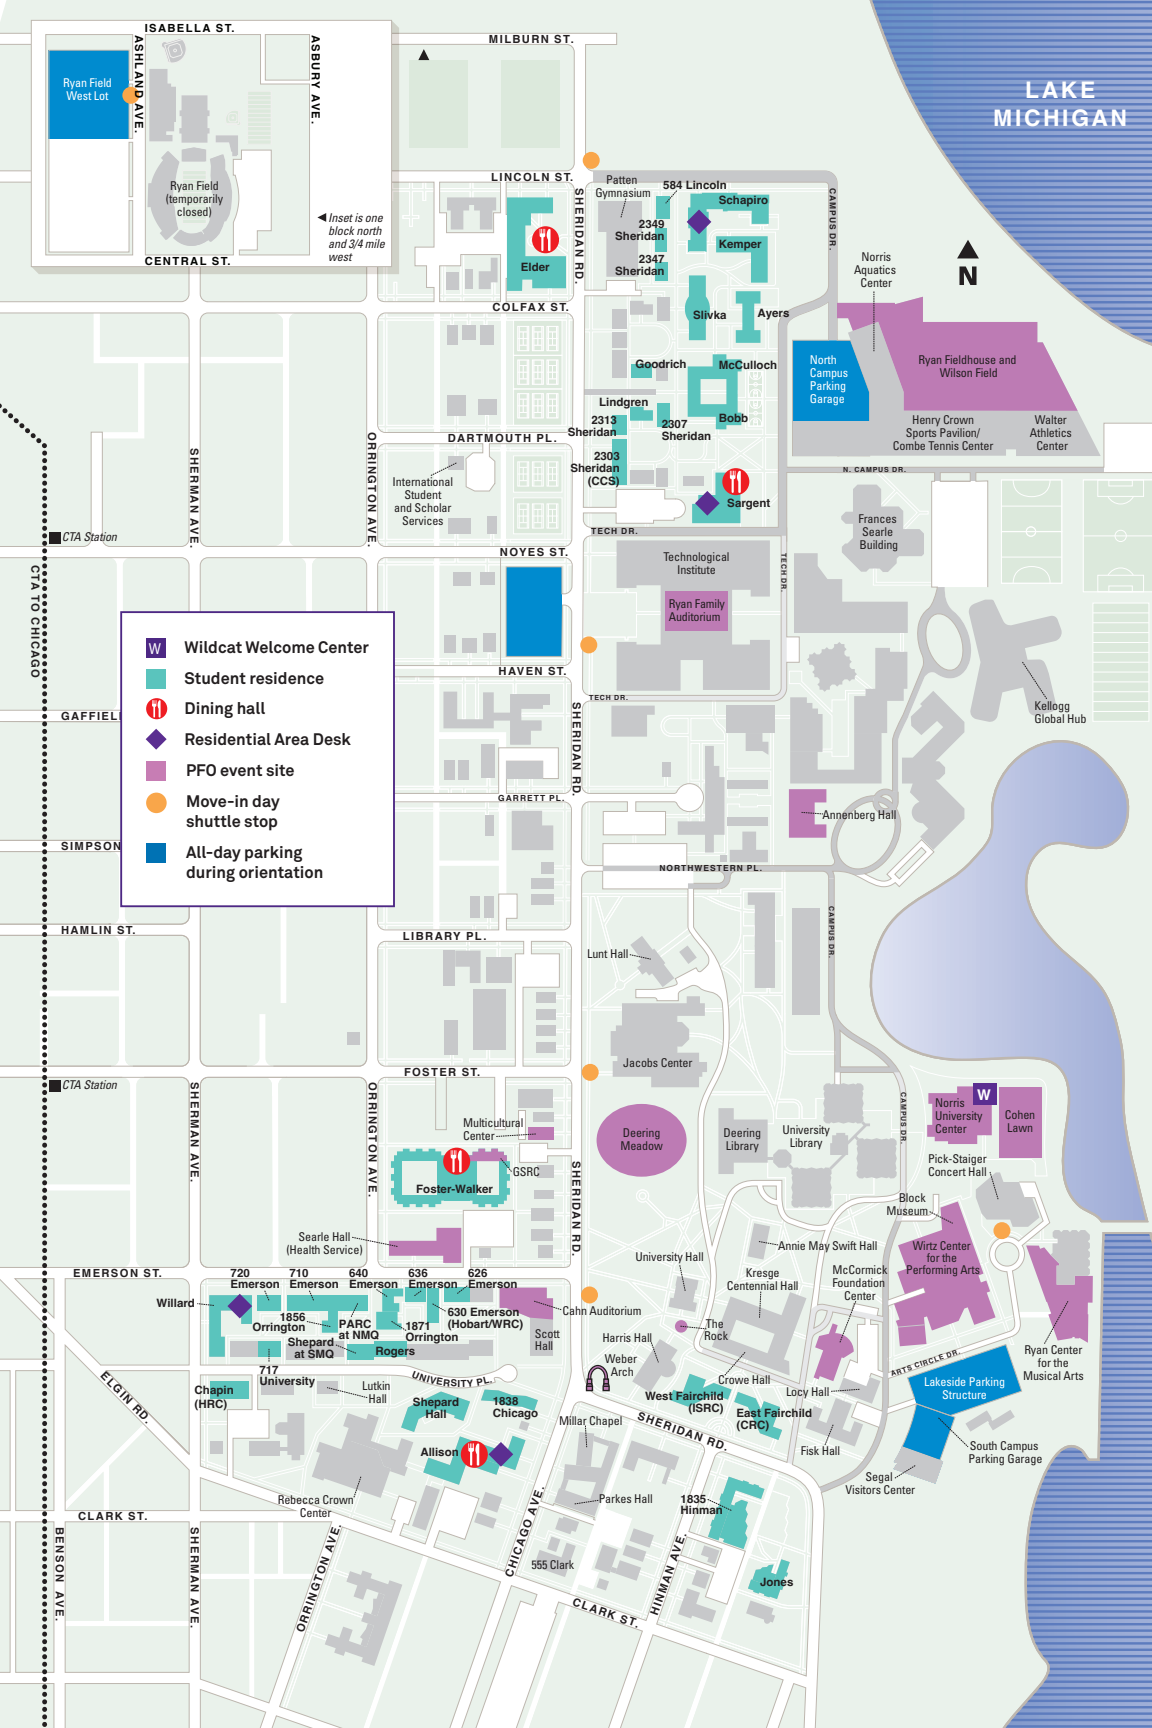 ISABELLA ST.
ASHLAND AVE.
ASBURY AVE.
Ryan Field
West Lot
Ryan Field
(temporarily
closed)
Inset is one
block north
and 3/4 mile
west
CENTRAL ST.
MILBURN ST.
LAKE
MICHIGAN
LINCOLN ST.
SHERIDAN RD.
Patten
Gymnasium
584 Lincoln
Schapiro
2349
Sheridan
Kemper
2347
Sheridan
Elder
CAMPUS DR.
Norris
Aquatics
Center
N
COLFAX ST.
Slivka
Ayers
Goodrich
McCulloch
North
Campus
Parking
Garage
Ryan Fieldhouse and
Wilson Field
Lindgren
2313
Sheridan
2307
Sheridan
Bobb
Henry Crown
Sports Pavilion/
Combe Tennis Center
Walter
Athletics
Center
DARTMOUTH PL.
2303
Sheridan
(CCS)
SHERMAN AVE.
ORRINGTON AVE.
International
Student
and Scholar
Services
N. CAMPUS DR.
Sargent
Frances
Searle
Building
TECH DR.
CTA Station
NOYES ST.
Technological
Institute
TECH DR.
CTA TO CHICAGO
Ryan Family
Auditorium
W
Wildcat Welcome Center
Student residence
Dining hall
Residential Area Desk
PFO event site
Move-in day
shuttle stop
All-day parking
during orientation
HAVEN ST.
TECH DR.
SHERIDAN RD.
Kellogg
Global Hub
GAFFIEL
GARRETT PL.
Annenberg Hall
SIMPSON
NORTHWESTERN PL.
HAMLIN ST.
LIBRARY PL.
CAMPUS DR.
Lunt Hall
Jacobs Center
FOSTER ST.
CTA Station
SHERMAN AVE.
ORRINGTON AVE.
Multicultural
Center
Deering
Meadow
Deering
Library
University
Library
CAMPUS DR.
Norris
University
Center
W
Cohen
Lawn
Pick-Staiger
Concert Hall
GSRC
Foster-Walker
SHERIDAN RD.
Block
Museum
Searle Hall
(Health Service)
University Hall
Annie May Swift Hall
Wirtz Center
for the
Performing Arts
EMERSON ST.
720
Emerson
710
Emerson
640
Emerson
636
Emerson
626
Emerson
Kresge
Centennial Hall
McCormick
Foundation
Center
Willard
1856
Orrington
PARC
at NMQ
1871
Orrington
630 Emerson
(Hobart/WRC)
Cahn Auditorium
Shepard
at SMQ
Rogers
Scott
Hall
Harris Hall
The
Rock
717
University
UNIVERSITY PL.
Weber
Arch
Crowe Hall
ARTS CIRCLE DR.
Ryan Center
for the
Musical Arts
Chapin
(HRC)
Lutkin
Hall
Shepard
Hall
1838
Chicago
West Fairchild
(ISRC)
Locy Hall
Lakeside Parking
Structure
ELGIN RD.
Millar Chapel
SHERIDAN RD.
East Fairchild
(CRC)
Allison
Fisk Hall
South Campus
Parking Garage
Segal
Visitors Center
Rebecca Crown
Center
Parkes Hall
1835
Hinman
CLARK ST.
BENSON AVE.
SHERMAN AVE.
ORRINGTON AVE.
CHICAGO AVE.
555 Clark
HINMAN AVE.
Jones
CLARK ST.